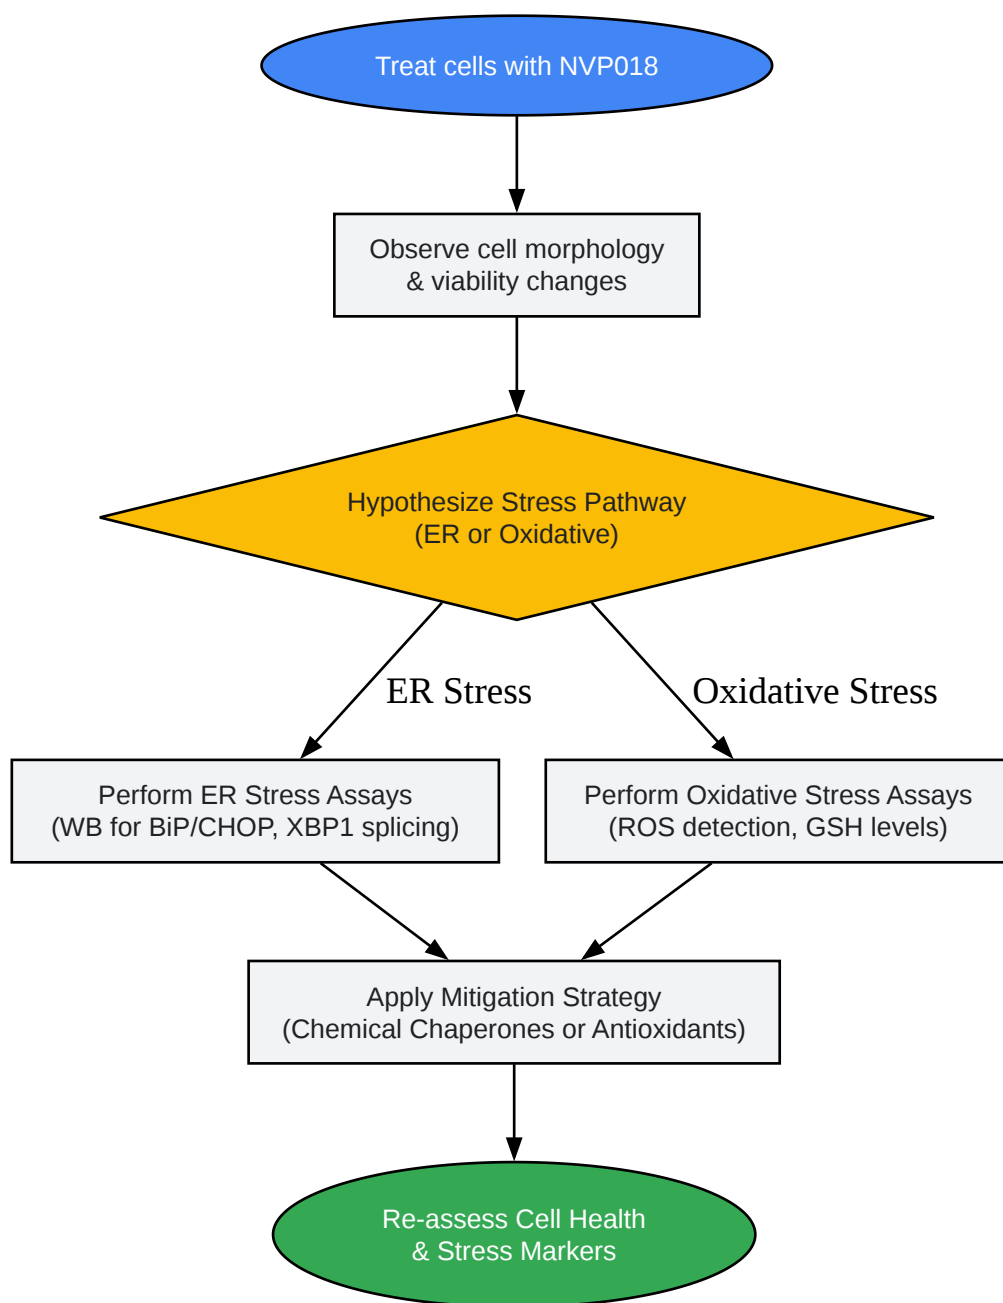 Treat cells with NVP018
Observe cell morphology
& viability changes
Hypothesize Stress Pathway
(ER or Oxidative)
ER Stress
Oxidative Stress
Perform ER Stress Assays
(WB for BiP/CHOP, XBP1 splicing)
Perform Oxidative Stress Assays
(ROS detection, GSH levels)
Apply Mitigation Strategy
(Chemical Chaperones or Antioxidants)
Re-assess Cell Health
& Stress Markers